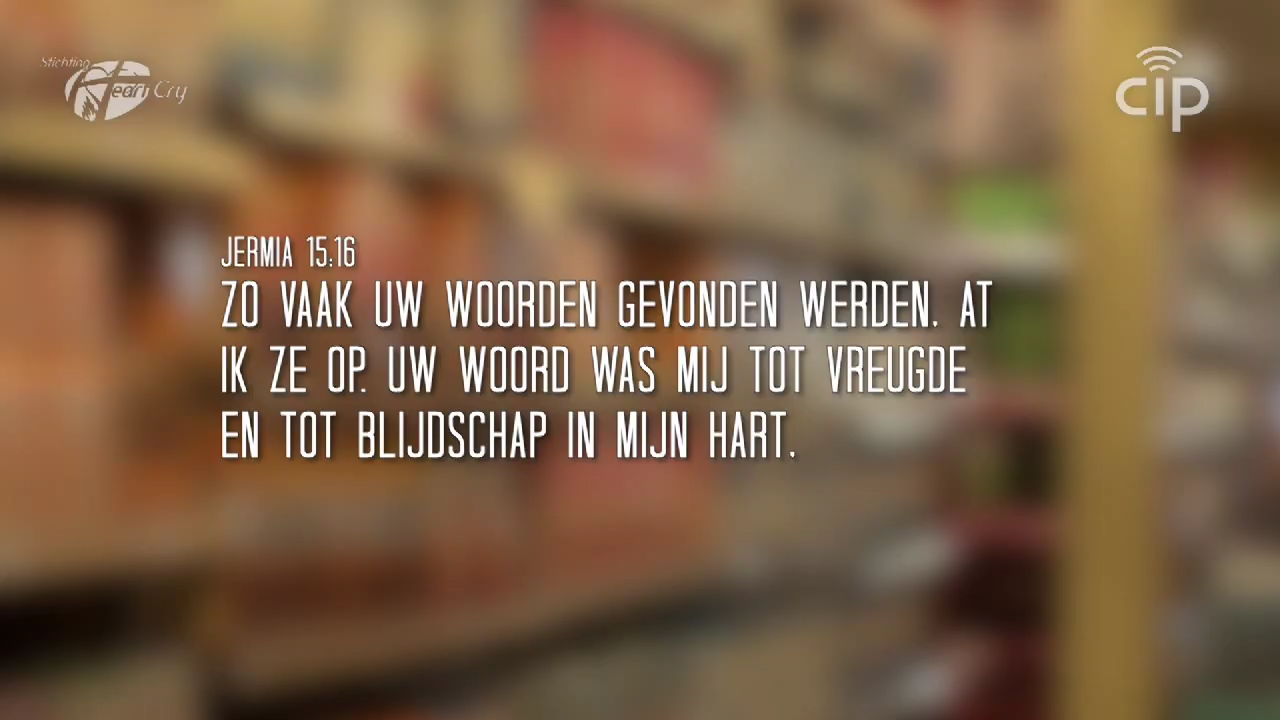 Stichting
Heart Cry
cip
JERMIA 15:16
ZO VAAK UW WOORDEN GEVONDEN WERDEN, AT
IK ZE OP. UW WOORD WAS MIJ TOT VREUGDE
EN TOT BLIJDSCHAP IN MIJN HART,